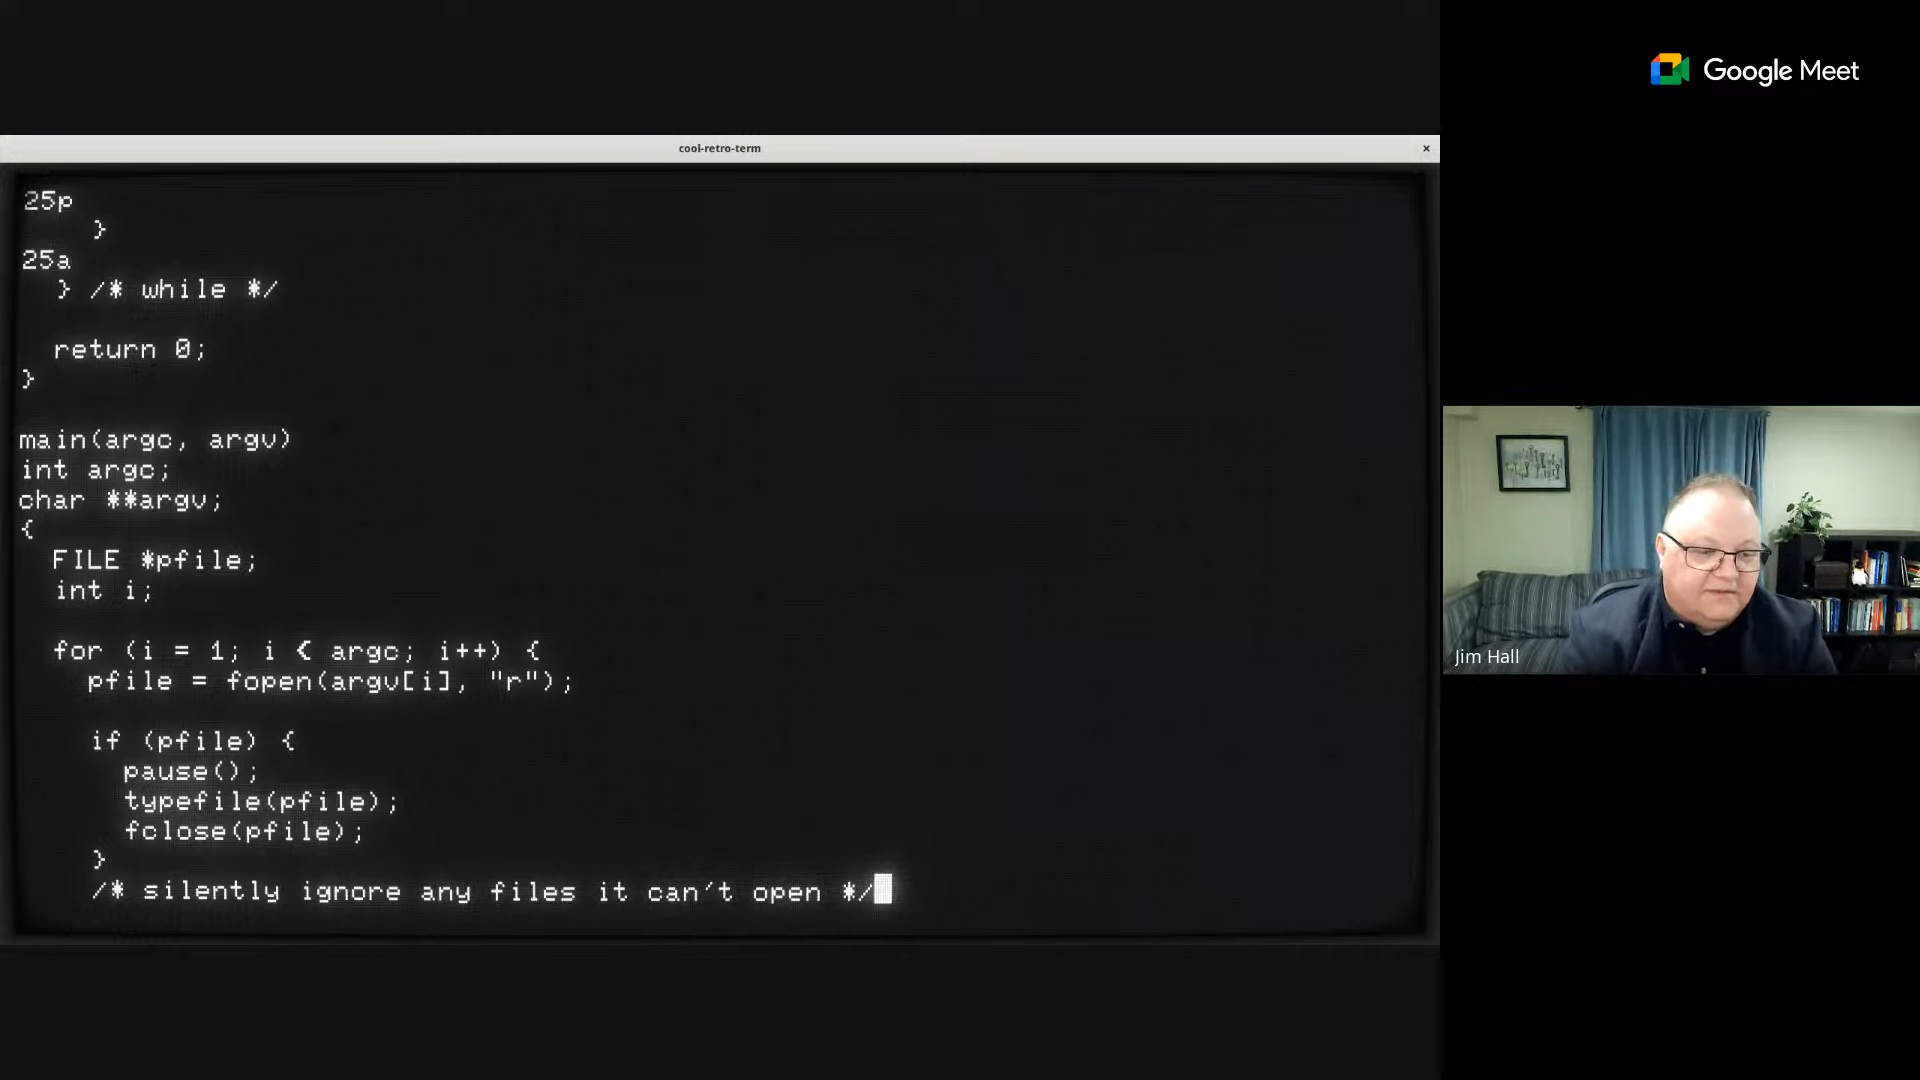 Google Meet
cool-retro-term
×
25p
    }
25a
  } /* while */
  return 0;
}
main(argc, argv)
int argc;
char **argv;
{
  FILE *pfile;
  int i;
  for (i = 1; i < argc; i++) {
    pfile = fopen(argv[i], "r");
    if (pfile) {
      pause();
      typefile(pfile);
      fclose(pfile);
    }
    /* silently ignore any files it can't open */
Jim Hall